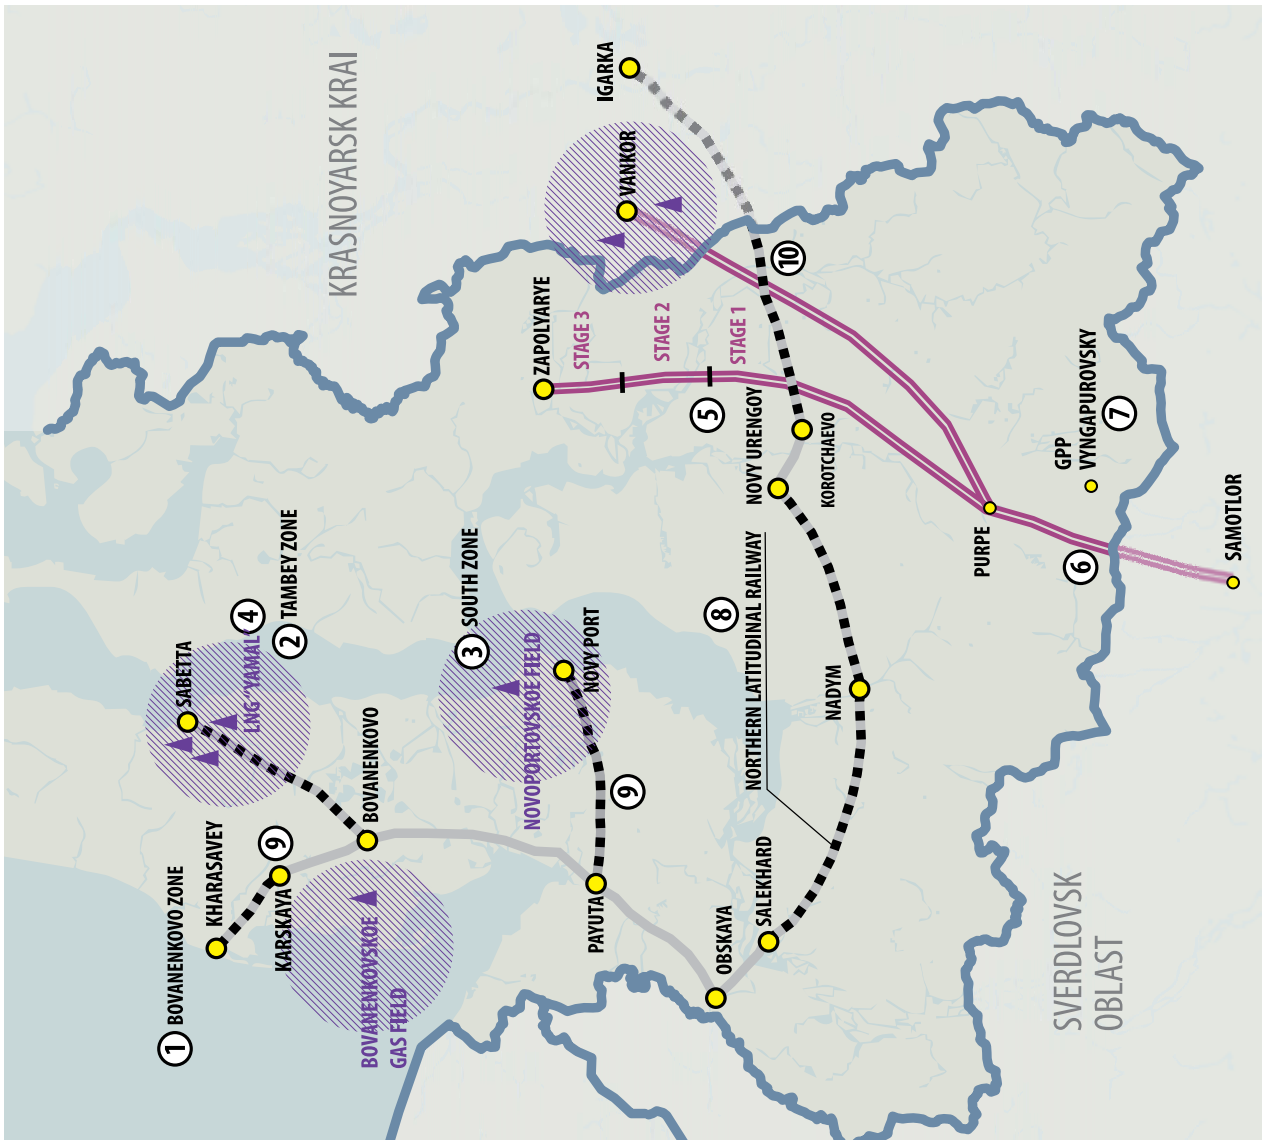 1 BOVANENKOVO ZONE
SABETTA
KHARASAVEY
4
LNG "YAMAL"
9
KARSKAYA
2 TAMBEY ZONE
KRASNOYARSK KRAI
BOVANENKOVO
BOVANENKOVSKOE
GAS FIELD
3 SOUTH ZONE
NOVOPORTOVSKOE FIELD
ZAPOLYARYE
STAGE 3
NOVY PORT
PAYUTA
IGARKA
VANKOR
9
STAGE 2
5
8
OBSKAYA
STAGE 1
NORTHERN LATITUDINAL RAILWAY
NOVY URENGOY
SALEKHARD
10
KOROTCHAEVO
NADYM
PURPE
SVERDLOVSK
OBLAST
GPP
VYNGAPUROVSKY
6
7
SAMOTLOR